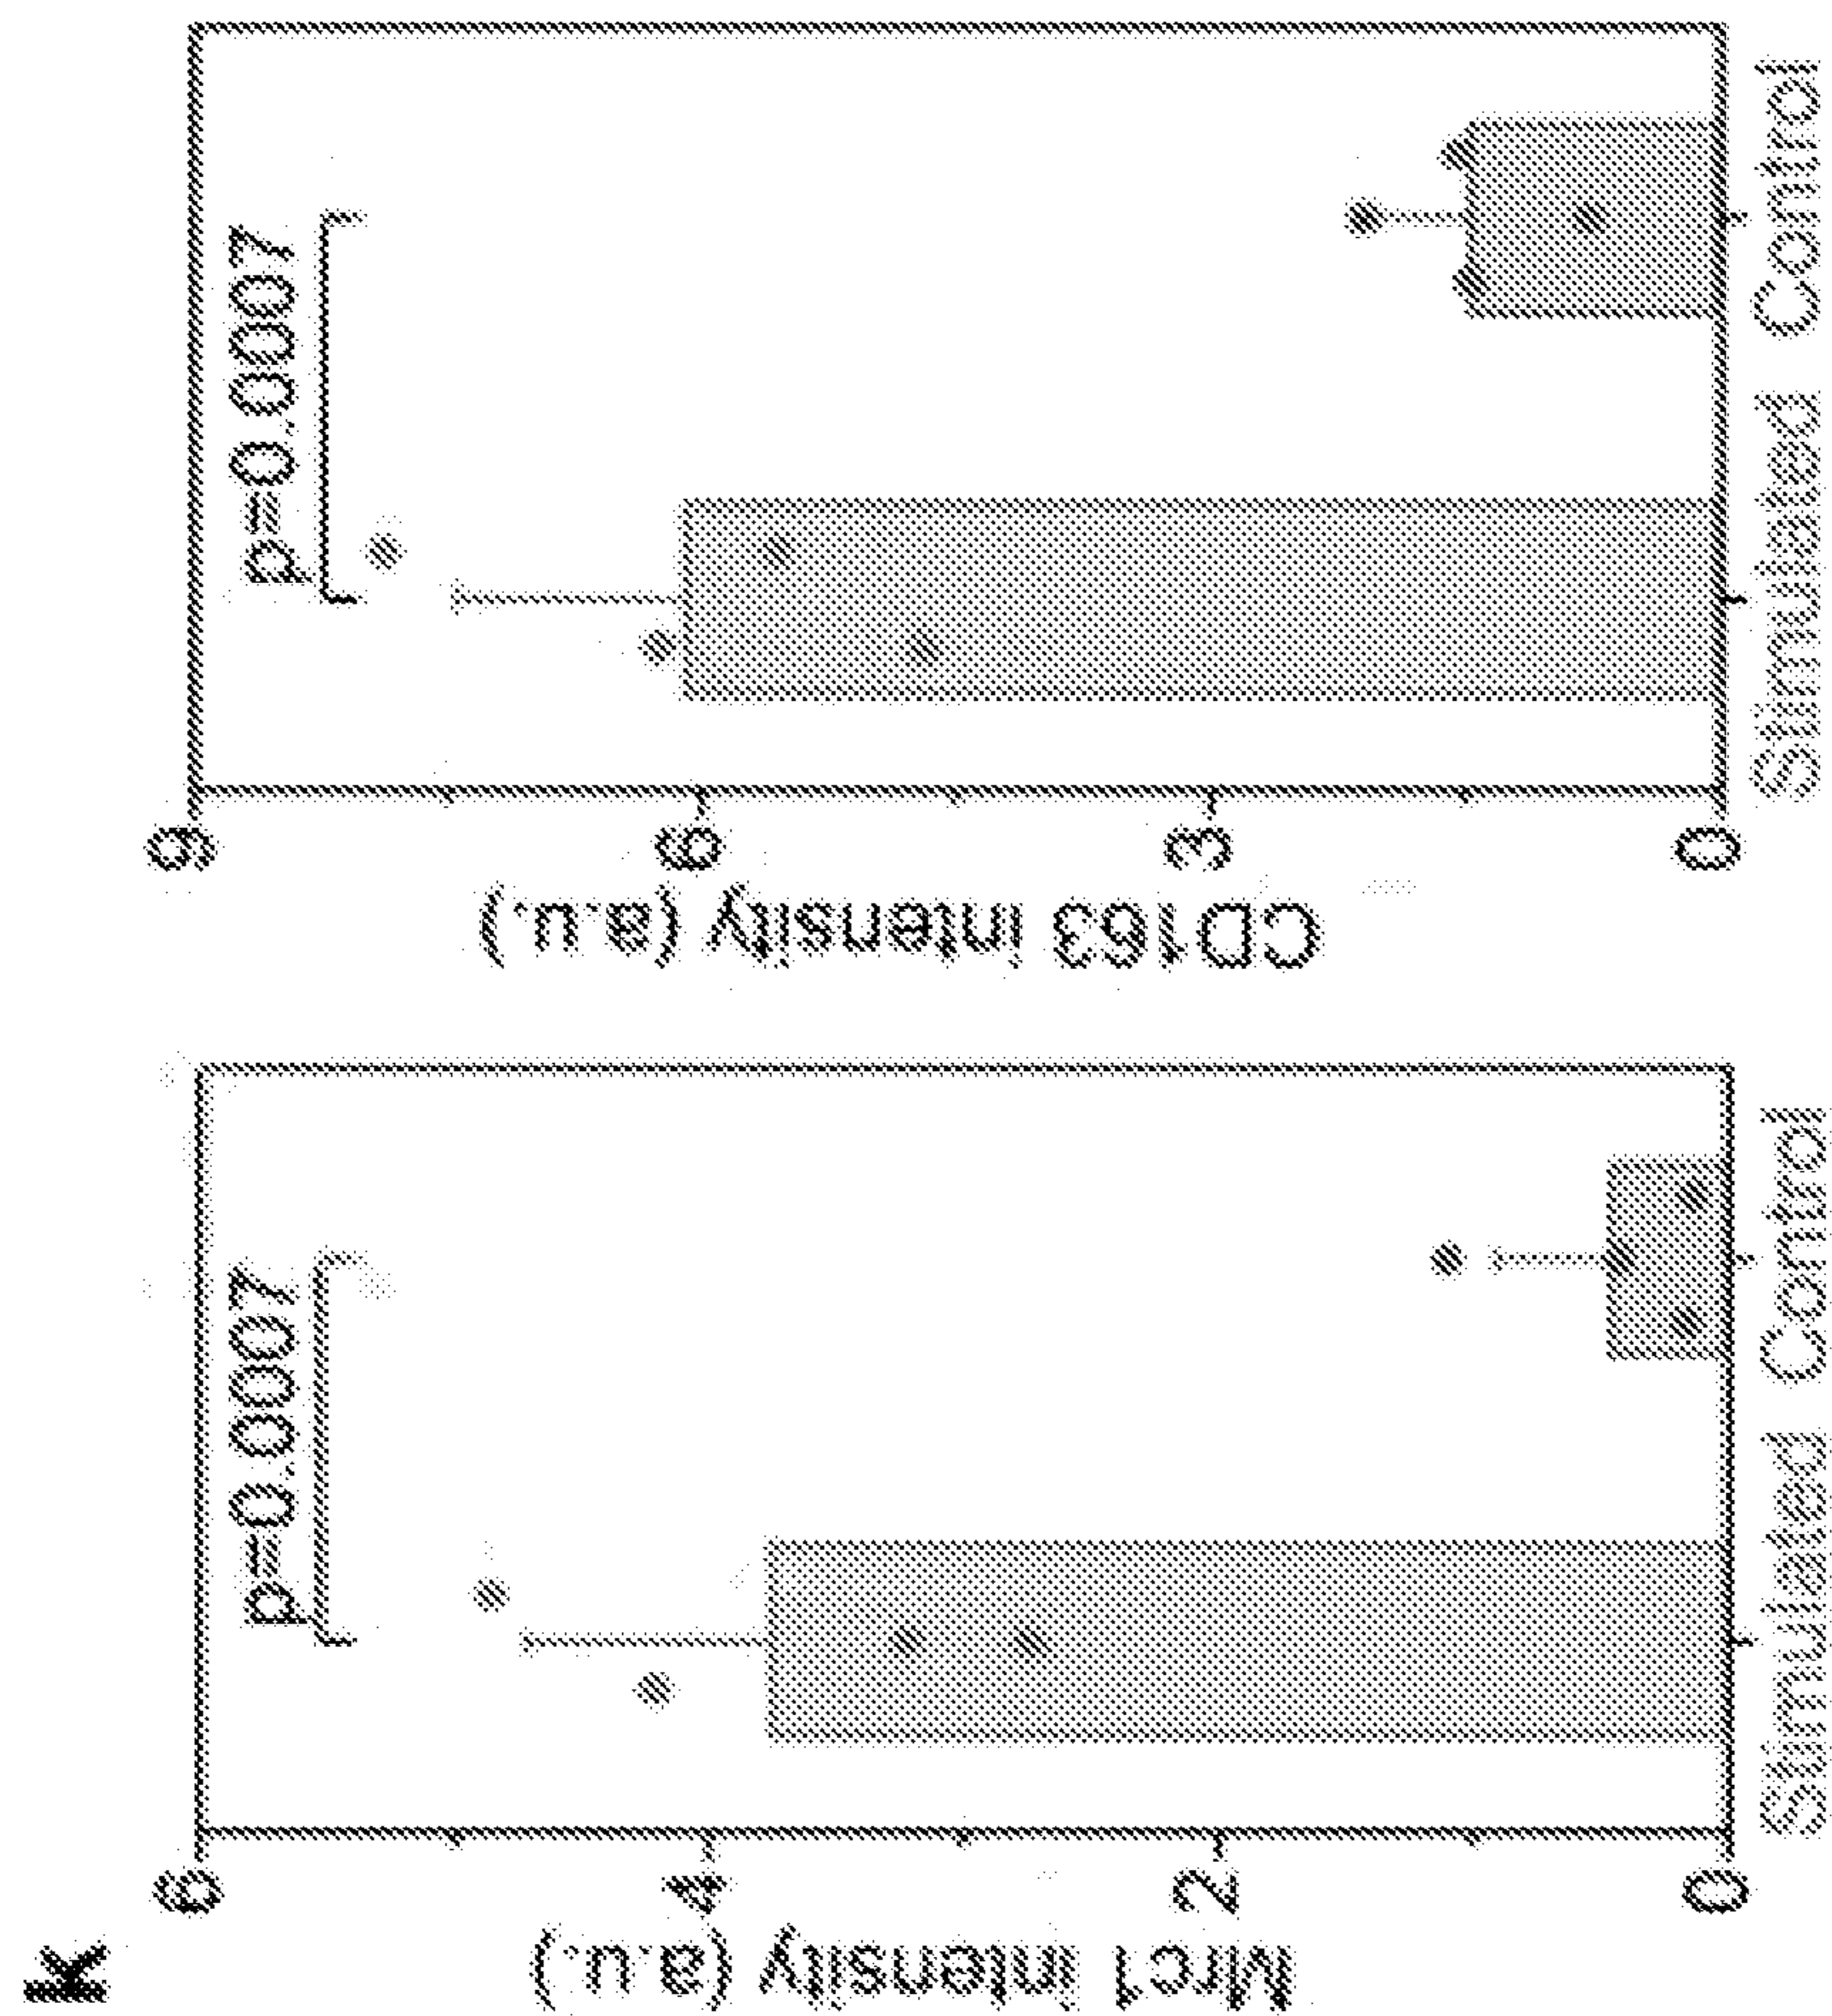 K
Mrc1 intensity (a.u.)
6
4
2
0
p=0.0007
Stimulated Control
CD163 intensity (a.u.)
9
6
3
0
p=0.0007
Stimulated Control